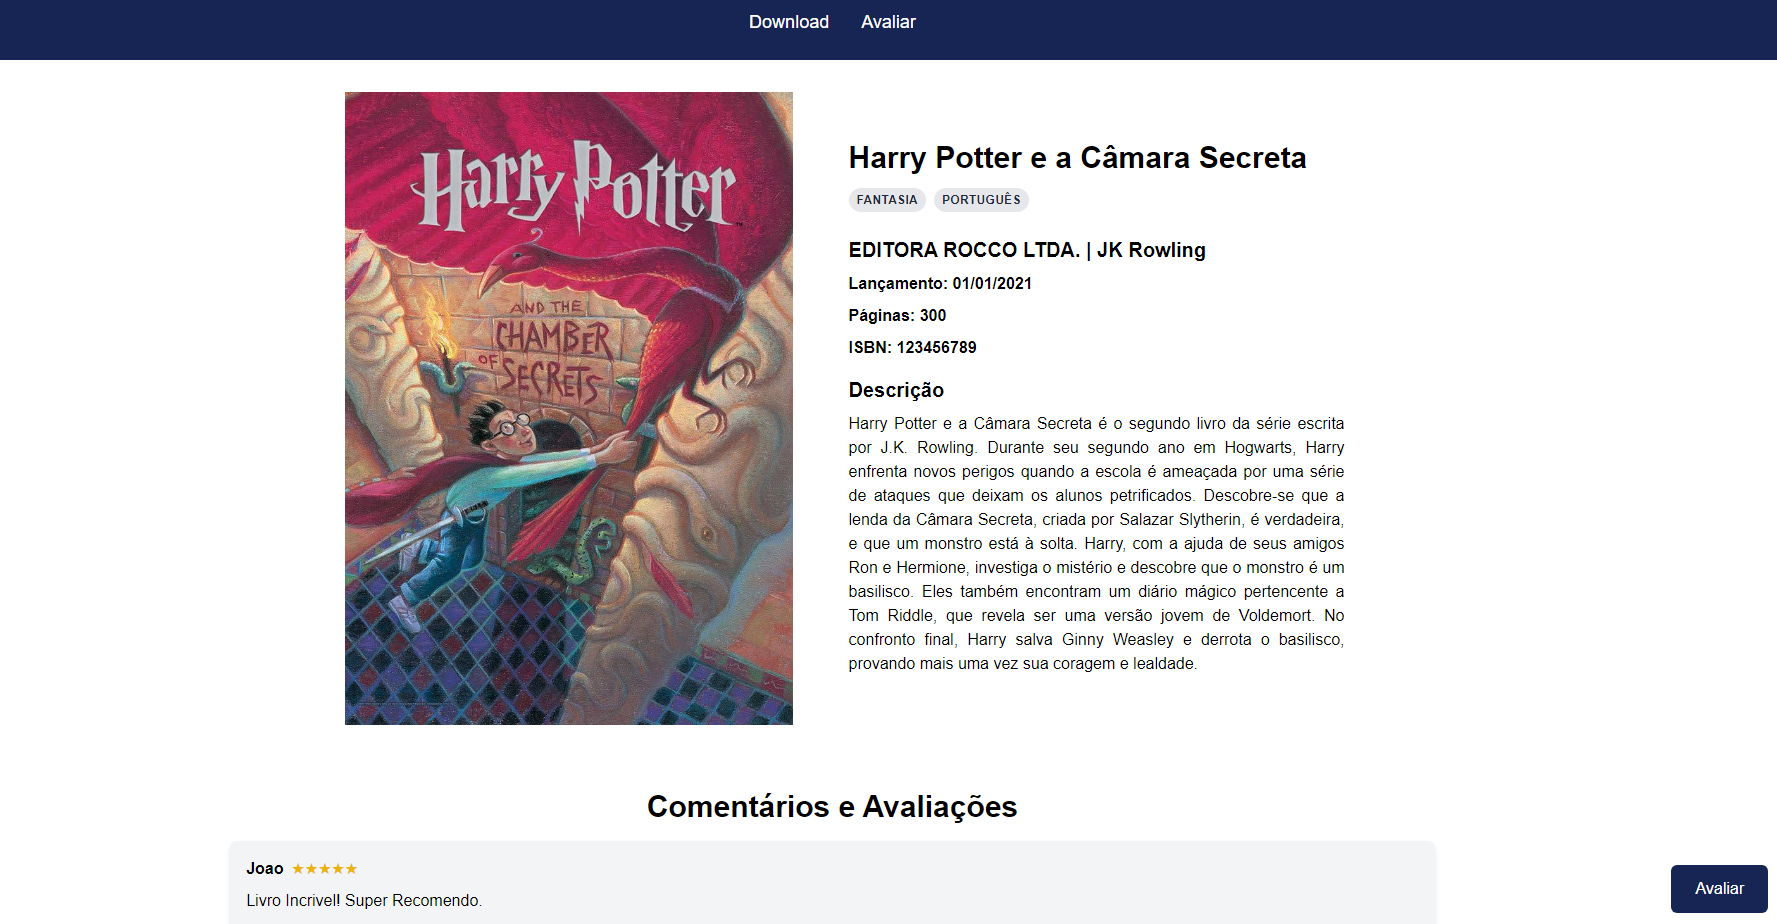 Download Avaliar
Harry Potter
AND THE
CHAMBER
OF SECRETS
Harry Potter e a Câmara Secreta
FANTASIA PORTUGUÊS
EDITORA ROCCO LTDA. | JK Rowling
Lançamento: 01/01/2021
Páginas: 300
ISBN: 123456789
Descrição
Harry Potter e a Câmara Secreta é o segundo livro da série escrita
por J.K. Rowling. Durante seu segundo ano em Hogwarts, Harry
enfrenta novos perigos quando a escola é ameaçada por uma série
de ataques que deixam os alunos petrificados. Descobre-se que a
lenda da Câmara Secreta, criada por Salazar Slytherin, é verdadeira,
e que um monstro está à solta. Harry, com a ajuda de seus amigos
Ron e Hermione, investiga o mistério e descobre que o monstro é um
basilisco. Eles também encontram um diário mágico pertencente a
Tom Riddle, que revela ser uma versão jovem de Voldemort. No
confronto final, Harry salva Ginny Weasley e derrota o basilisco,
provando mais uma vez sua coragem e lealdade.
Comentários e Avaliações
Joao ★★★★★
Livro Incrivel! Super Recomendo.
Avaliar